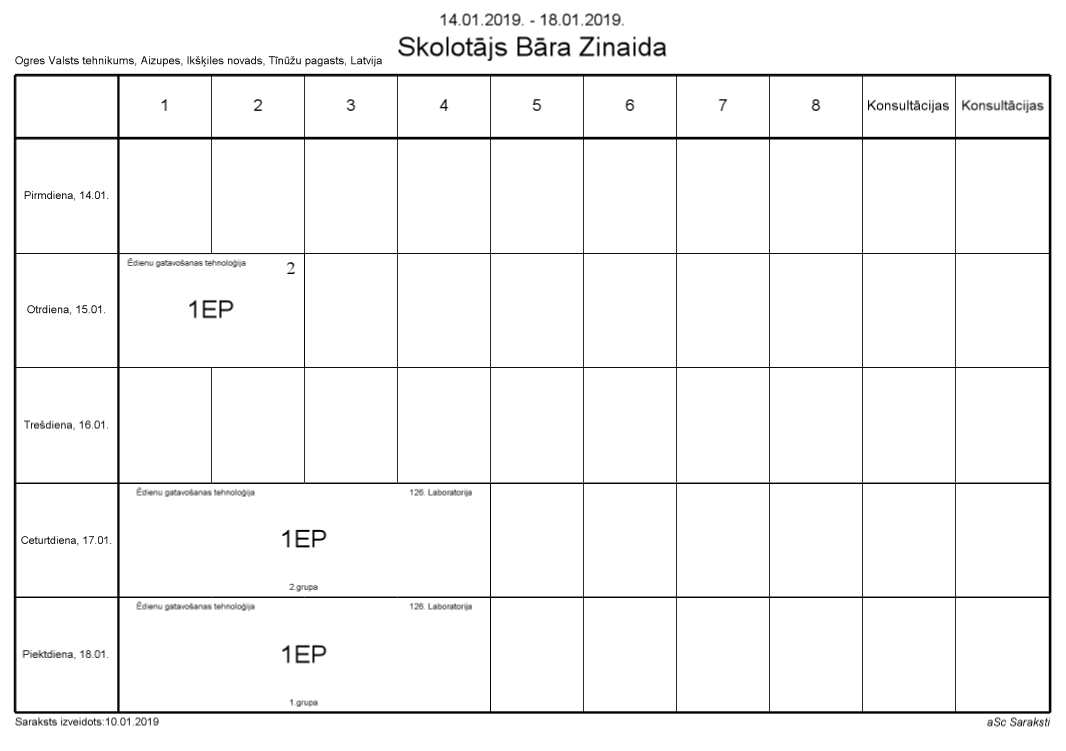 14.01.2019. - 18.01.2019.
Skolotājs Bāra Zinaida
Ogres Valsts tehnikums, Aizupes, Ikšķiles novads, Tīnūžu pagasts, Latvija
1 2 3 4 5 6 7 8 Konsultācijas Konsultācijas
Pirmdiena, 14.01.
Ēdienu gatavošanas tehnoloģija 2
Otrdiena, 15.01. 1EP
Trešdiena, 16.01.
Ēdienu gatavošanas tehnoloģija 126. Laboratorija
Ceturtdiena, 17.01. 1EP
2.grupa
Ēdienu gatavošanas tehnoloģija 126. Laboratorija
Piektdiena, 18.01. 1EP
1.grupa
Saraksts izveidots:10.01.2019 aSc Saraksti